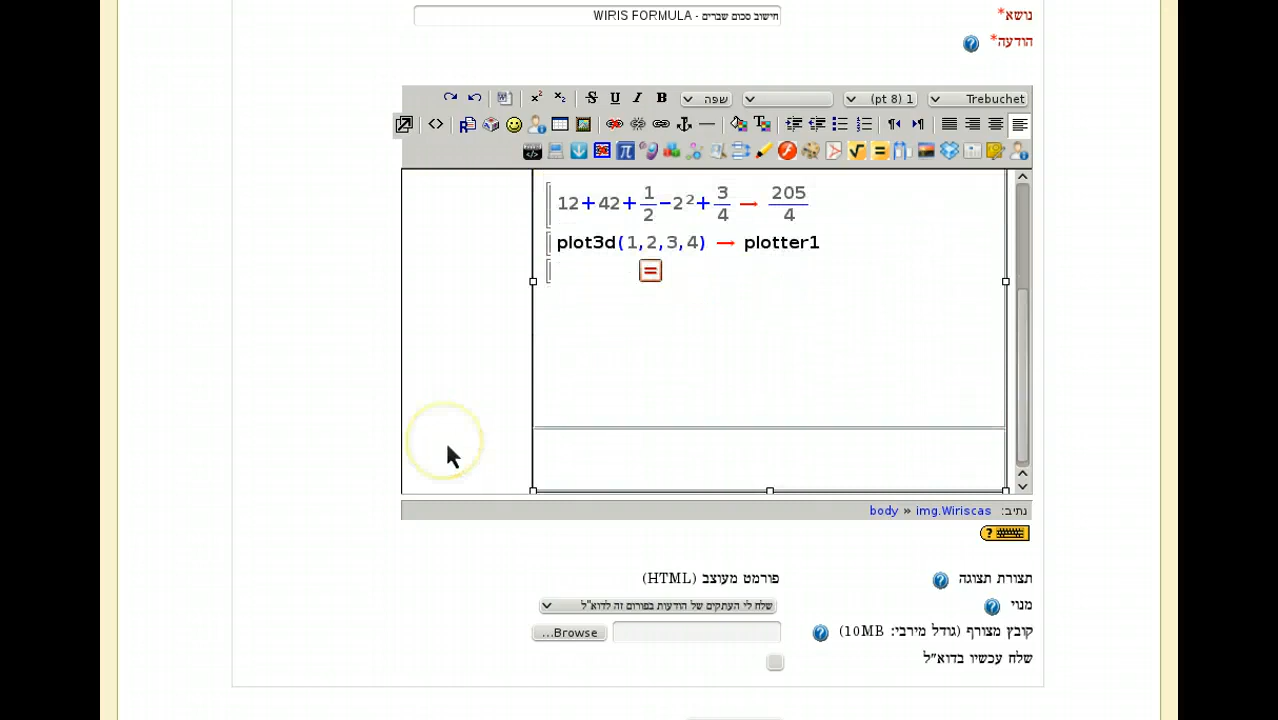 נושא*
חישוב סכום שברים - WIRIS FORMULA
הודעה*
Trebuchet
1 (8 pt)
שפה
12+42+1/2-2²+3/4 → 205/4
plot3d(1,2,3,4) → plotter1
=
נתיב: body » img.Wiriscas
תצורת תצוגה
פורמט מעוצב (HTML)
מנוי
שלח לי העתקים של הודעות בפורום זה לדוא"ל
קובץ מצורף (גודל מירבי: 10MB)
Browse...
שלח עכשיו בדוא"ל